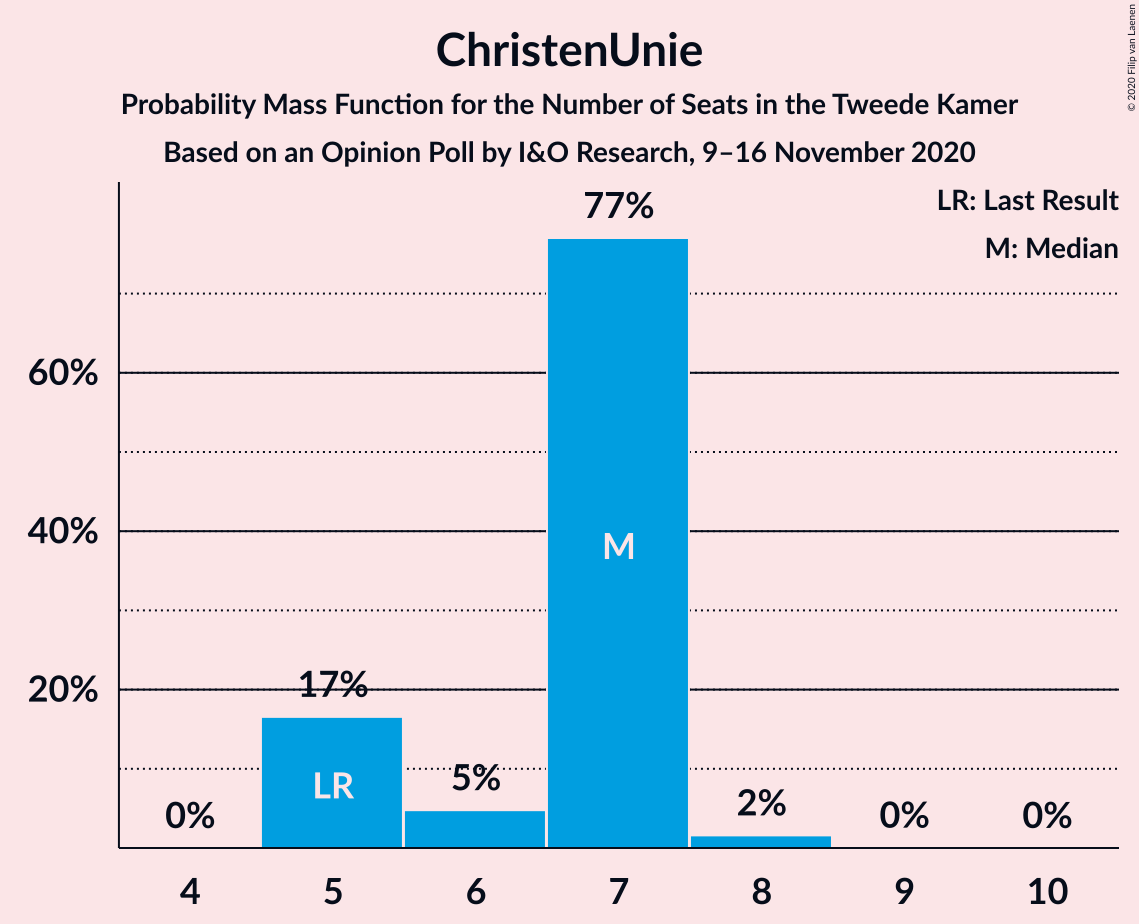 ChristenUnie
Probability Mass Function for the Number of Seats in the Tweede Kamer
Based on an Opinion Poll by I&O Research, 9–16 November 2020
© 2020 Filip van Laenen
LR: Last Result
M: Median
77%
60%
40%
20%
M
17%
LR
5%
0%
2%
0%
0%
4 5 6 7 8 9 10